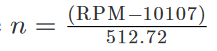 n = (RPM−10107) / 512.72